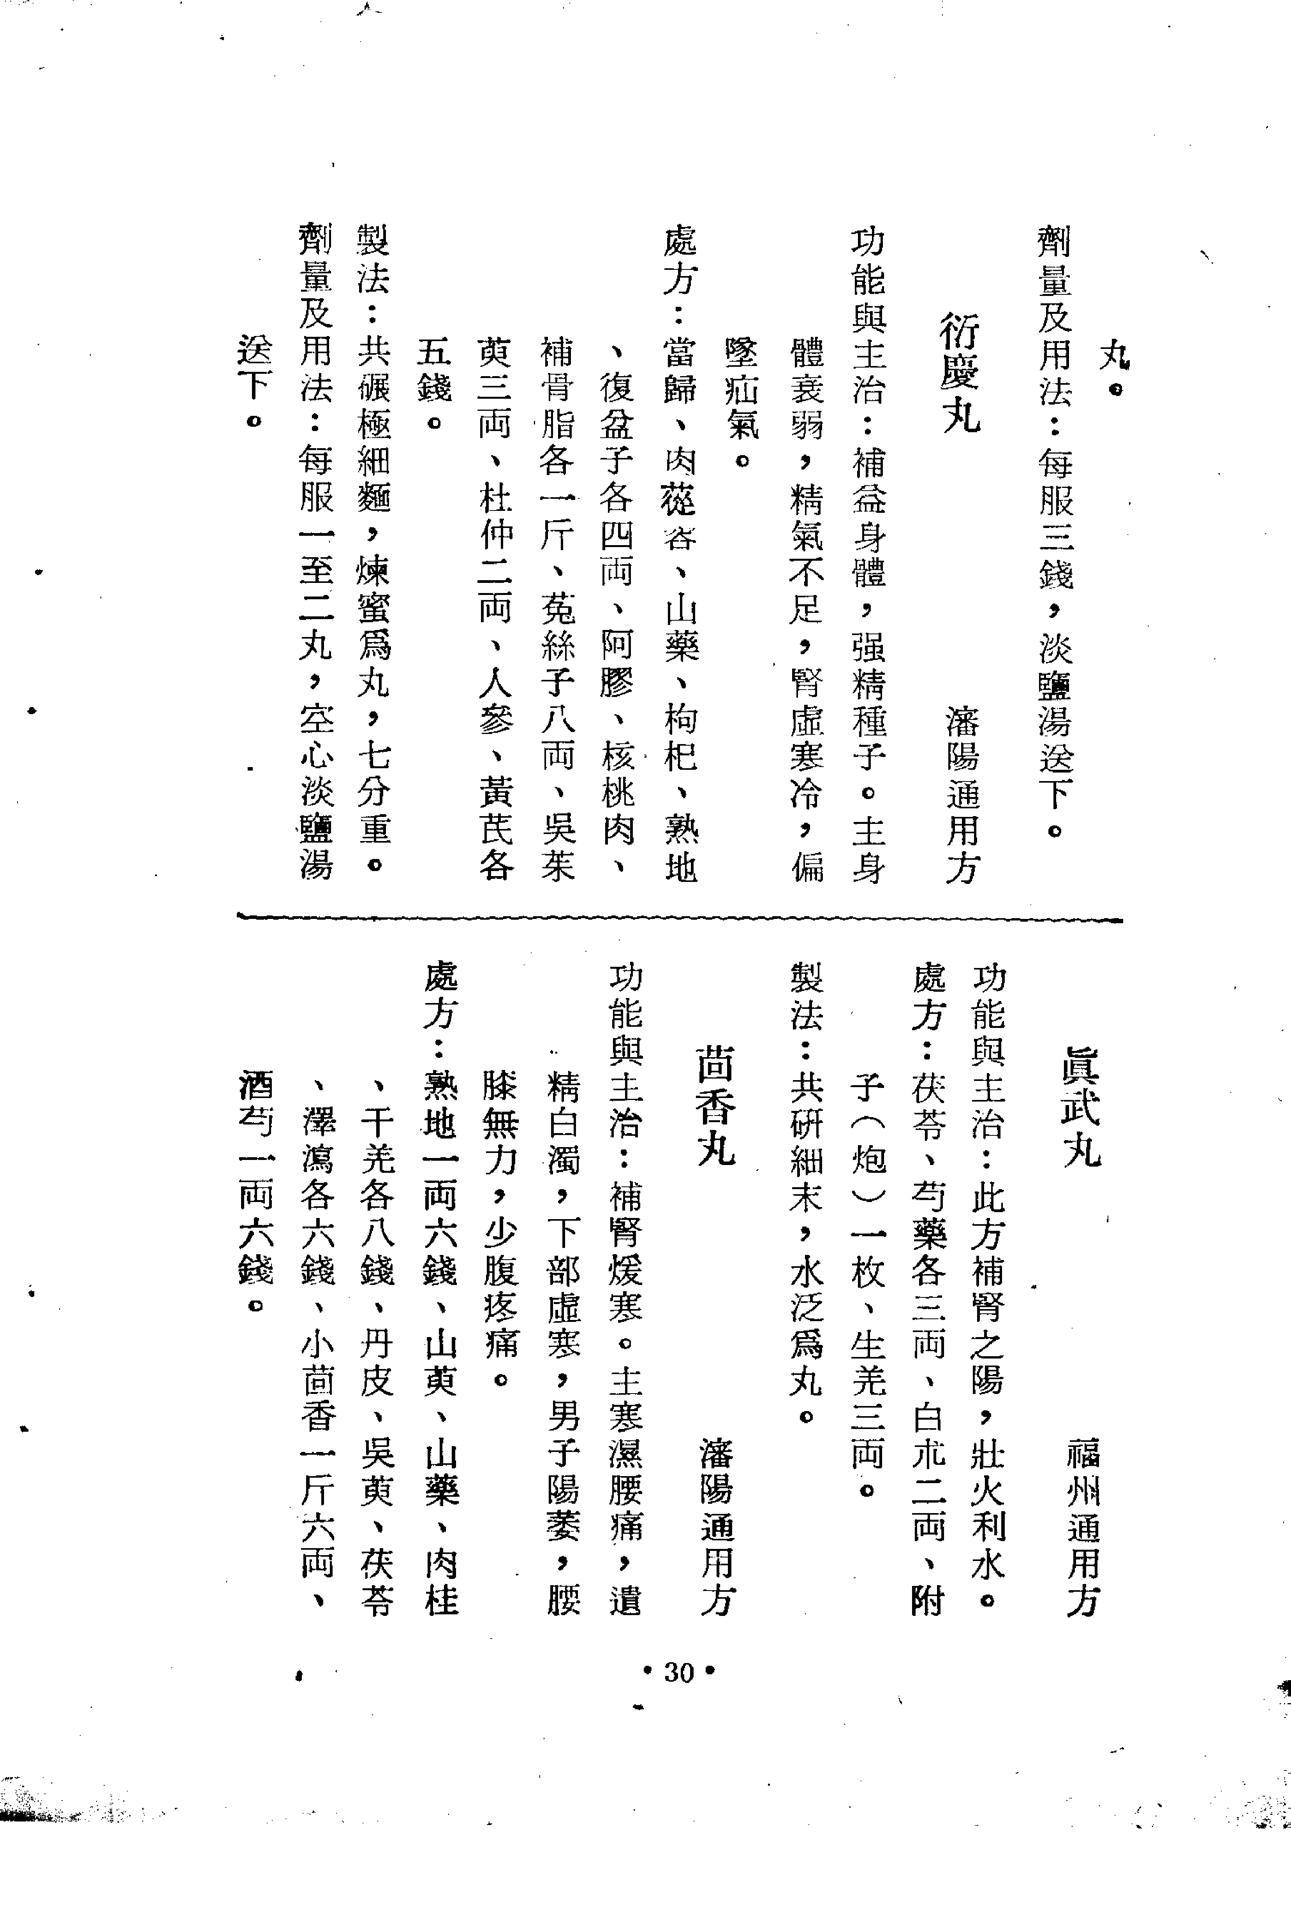 丸。
劑量及用法：每服三錢，淡鹽湯送下。
衍慶丸
瀋陽通用方
功能與主治：補益身體，强精種子。主身
體衰弱，精氣不足，腎虛寒冷，偏
墜疝氣。
處方：當歸、肉蓯容、山藥、枸杞、熟地
、復盆子各四両、阿膠、核桃肉、
補骨脂各一斤、菟絲子八両、吳茱
萸三両、杜仲二両、人參、黃芪各
五錢。
製法：共碾極細麵，煉蜜爲丸，七分重。
劑量及用法：每服一至二丸，空心淡鹽湯
送下。
眞武丸
福州通用方
功能與主治：此方補腎之陽，壯火利水。
處方：茯苓、芍藥各三両、白朮二両、附
子（炮）一枚、生羌三両。
製法：共研細末，水泛爲丸。
茴香丸
瀋陽通用方
功能與主治：補腎煖寒。主寒濕腰痛，遺
精白濁，下部虛寒，男子陽萎，腰
膝無力，少腹疼痛。
處方：熟地一両六錢、山萸、山藥、肉桂
、干羌各八錢、丹皮、吳萸、茯苓
、澤瀉各六錢、小茴香一斤六両、
酒芍一両六錢。
•30•